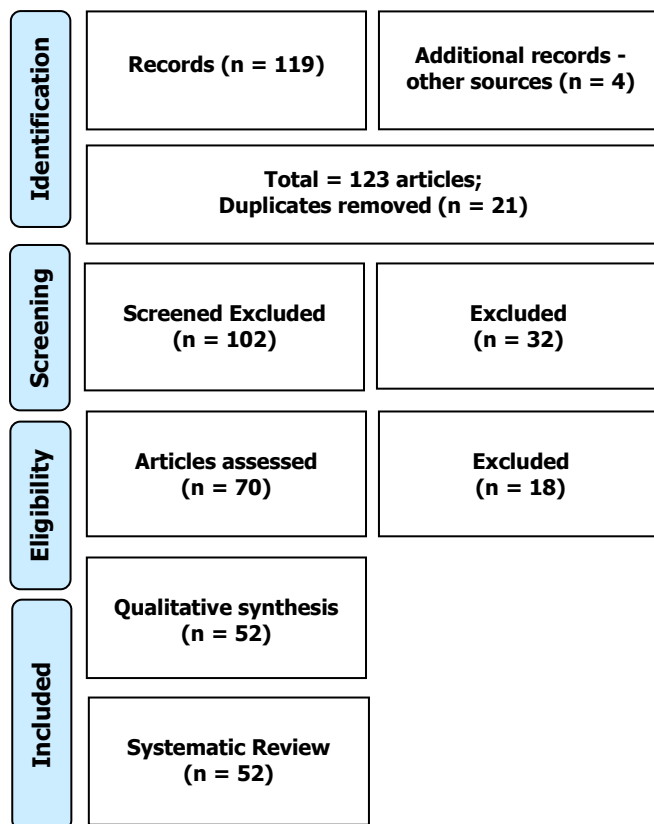 Identification
Records (n = 119)
Additional records -
other sources (n = 4)
Total = 123 articles;
Duplicates removed (n = 21)
Screening
Screened Excluded
(n = 102)
Excluded
(n = 32)
Eligibility
Articles assessed
(n = 70)
Excluded
(n = 18)
Included
Qualitative synthesis
(n = 52)
Systematic Review
(n = 52)